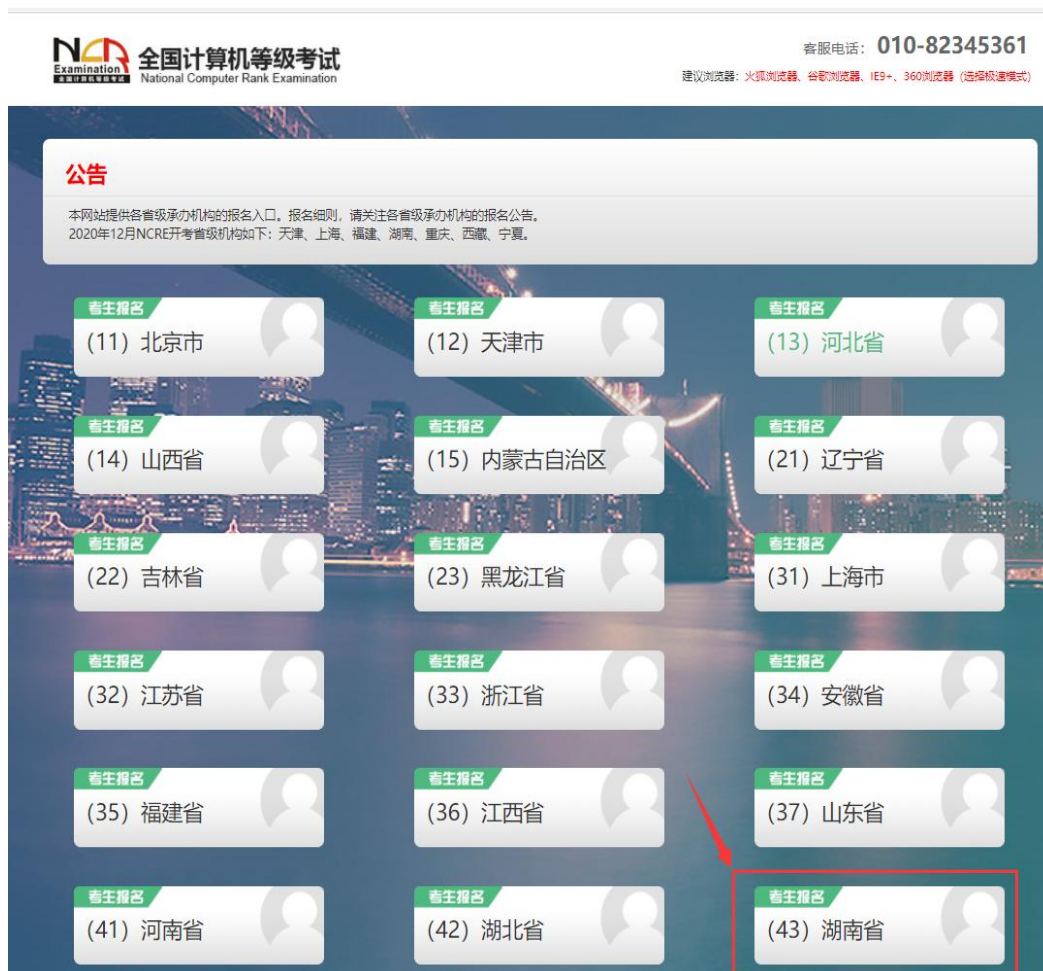 NCR
Examination
全国计算机等级考试
全国计算机等级考试
National Computer Rank Examination
客服电话：010-82345361
建议浏览器：火狐浏览器、谷歌浏览器、IE9+、360浏览器（选择极速模式）
公告
本网站提供各省级承办机构的报名入口。报名细则，请关注各省级承办机构的报名公告。
2020年12月NCRE开考省级机构如下：天津、上海、福建、湖南、重庆、西藏、宁夏。
考生报名
(11) 北京市
考生报名
(12) 天津市
考生报名
(13) 河北省
考生报名
(14) 山西省
考生报名
(15) 内蒙古自治区
考生报名
(21) 辽宁省
考生报名
(22) 吉林省
考生报名
(23) 黑龙江省
考生报名
(31) 上海市
考生报名
(32) 江苏省
考生报名
(33) 浙江省
考生报名
(34) 安徽省
考生报名
(35) 福建省
考生报名
(36) 江西省
考生报名
(37) 山东省
考生报名
(41) 河南省
考生报名
(42) 湖北省
考生报名
(43) 湖南省